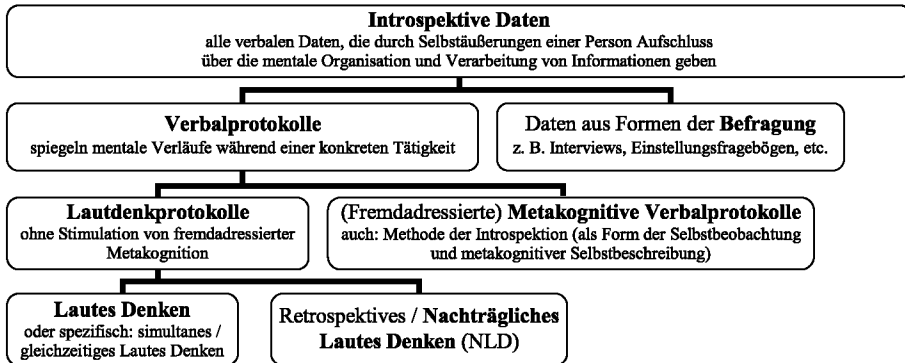 Introspektive Daten
alle verbalen Daten, die durch Selbstäußerungen einer Person Aufschluss
über die mentale Organisation und Verarbeitung von Informationen geben
Verbalprotokolle
spiegeln mentale Verläufe während einer konkreten Tätigkeit
Daten aus Formen der Befragung
z. B. Interviews, Einstellungsfragebögen, etc.
Lautdenkprotokolle
ohne Stimulation von fremdadressierter
Metakognition
(Fremdadressierte) Metakognitive Verbalprotokolle
auch: Methode der Introspektion (als Form der Selbstbeobachtung
und metakognitiver Selbstbeschreibung)
Lautes Denken
oder spezifisch: simultanes /
gleichzeitiges Lautes Denken
Retrospektives / Nachträgliches
Lautes Denken (NLD)